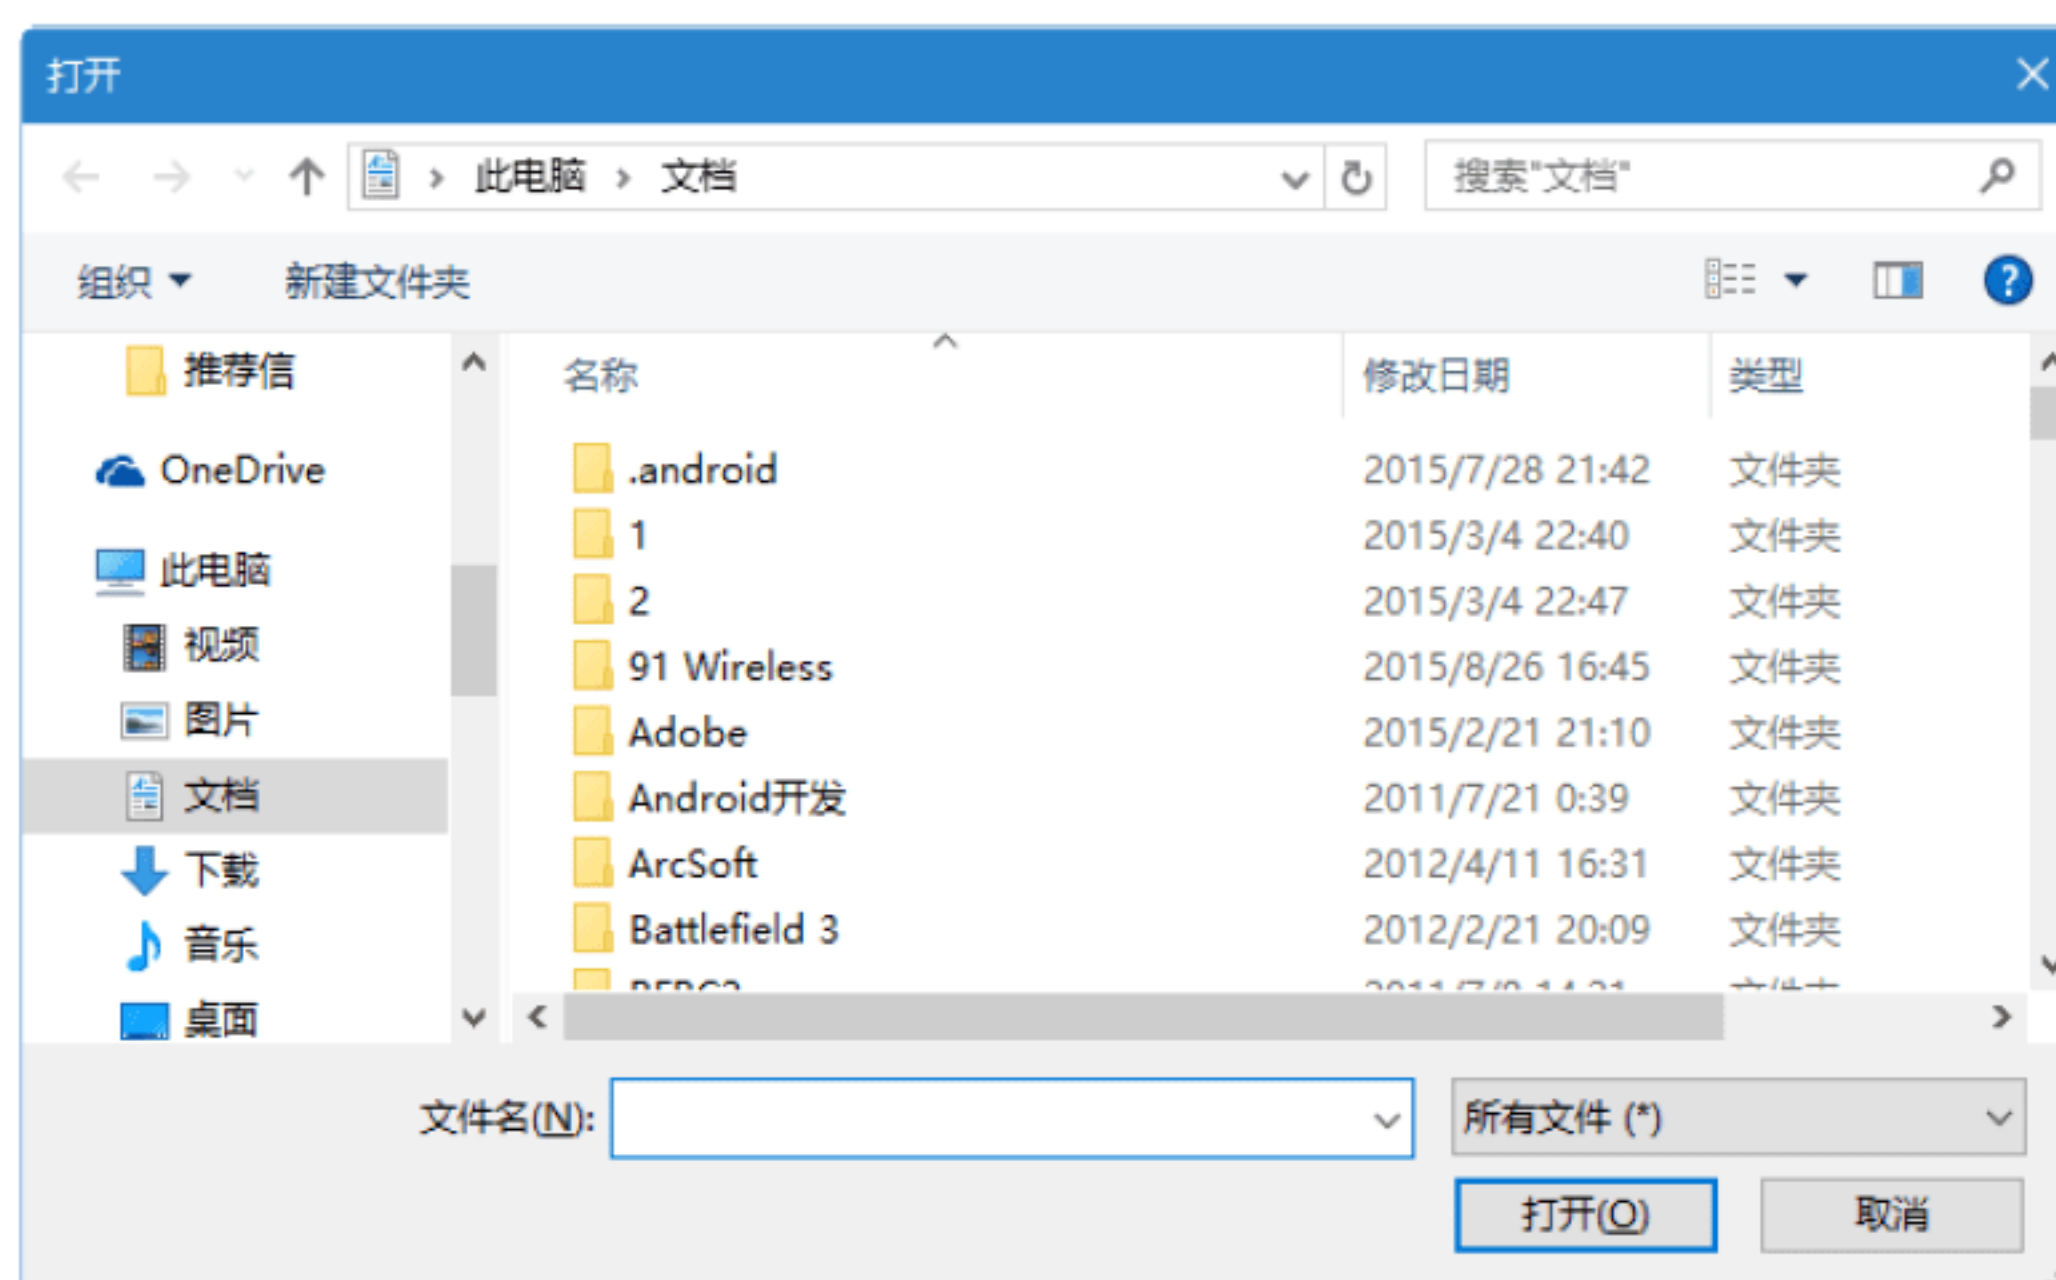 打开
此电脑 › 文档
搜索"文档"
组织 新建文件夹
推荐信
OneDrive
此电脑
视频
图片
文档
下载
音乐
桌面
名称 修改日期 类型
.android 2015/7/28 21:42 文件夹
1 2015/3/4 22:40 文件夹
2 2015/3/4 22:47 文件夹
91 Wireless 2015/8/26 16:45 文件夹
Adobe 2015/2/21 21:10 文件夹
Android开发 2011/7/21 0:39 文件夹
ArcSoft 2012/4/11 16:31 文件夹
Battlefield 3 2012/2/21 20:09 文件夹
文件名(N):
所有文件 (*)
打开(O) 取消